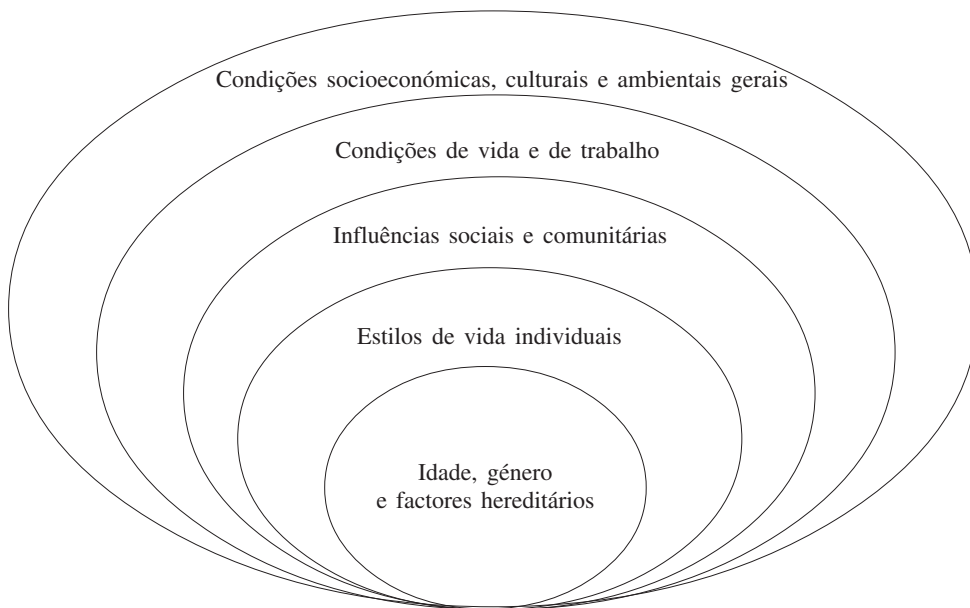 Condições socioeconómicas, culturais e ambientais gerais
Condições de vida e de trabalho
Influências sociais e comunitárias
Estilos de vida individuais
Idade, género
e factores hereditários